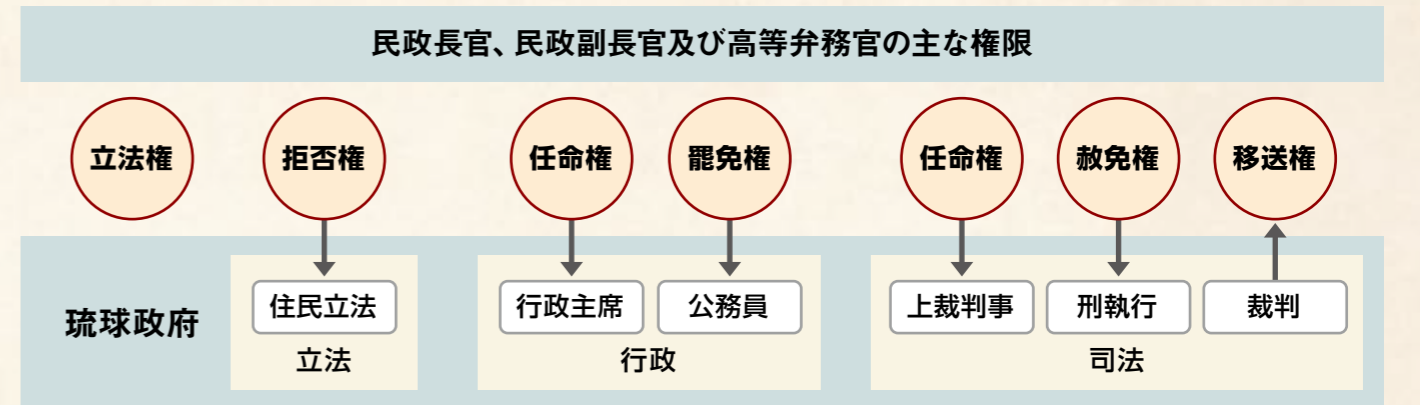 民政長官、民政副長官及び高等弁務官の主な権限
立法権
拒否権
任命権
罷免権
任命権
赦免権
移送権
琉球政府
住民立法
立法
行政主席
公務員
行政
上裁判事
刑執行
裁判
司法